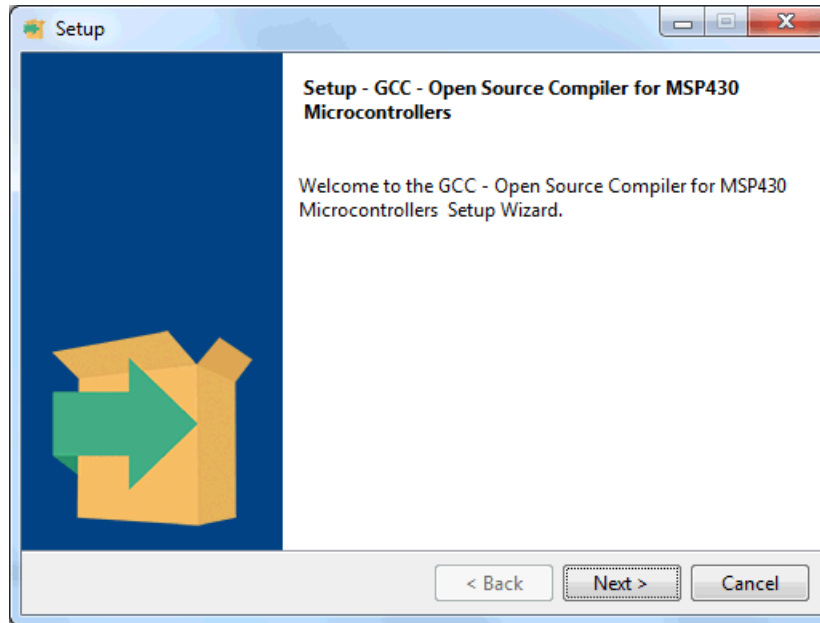 Setup
Setup - GCC - Open Source Compiler for MSP430
Microcontrollers
Welcome to the GCC - Open Source Compiler for MSP430
Microcontrollers  Setup Wizard.
< Back Next > Cancel